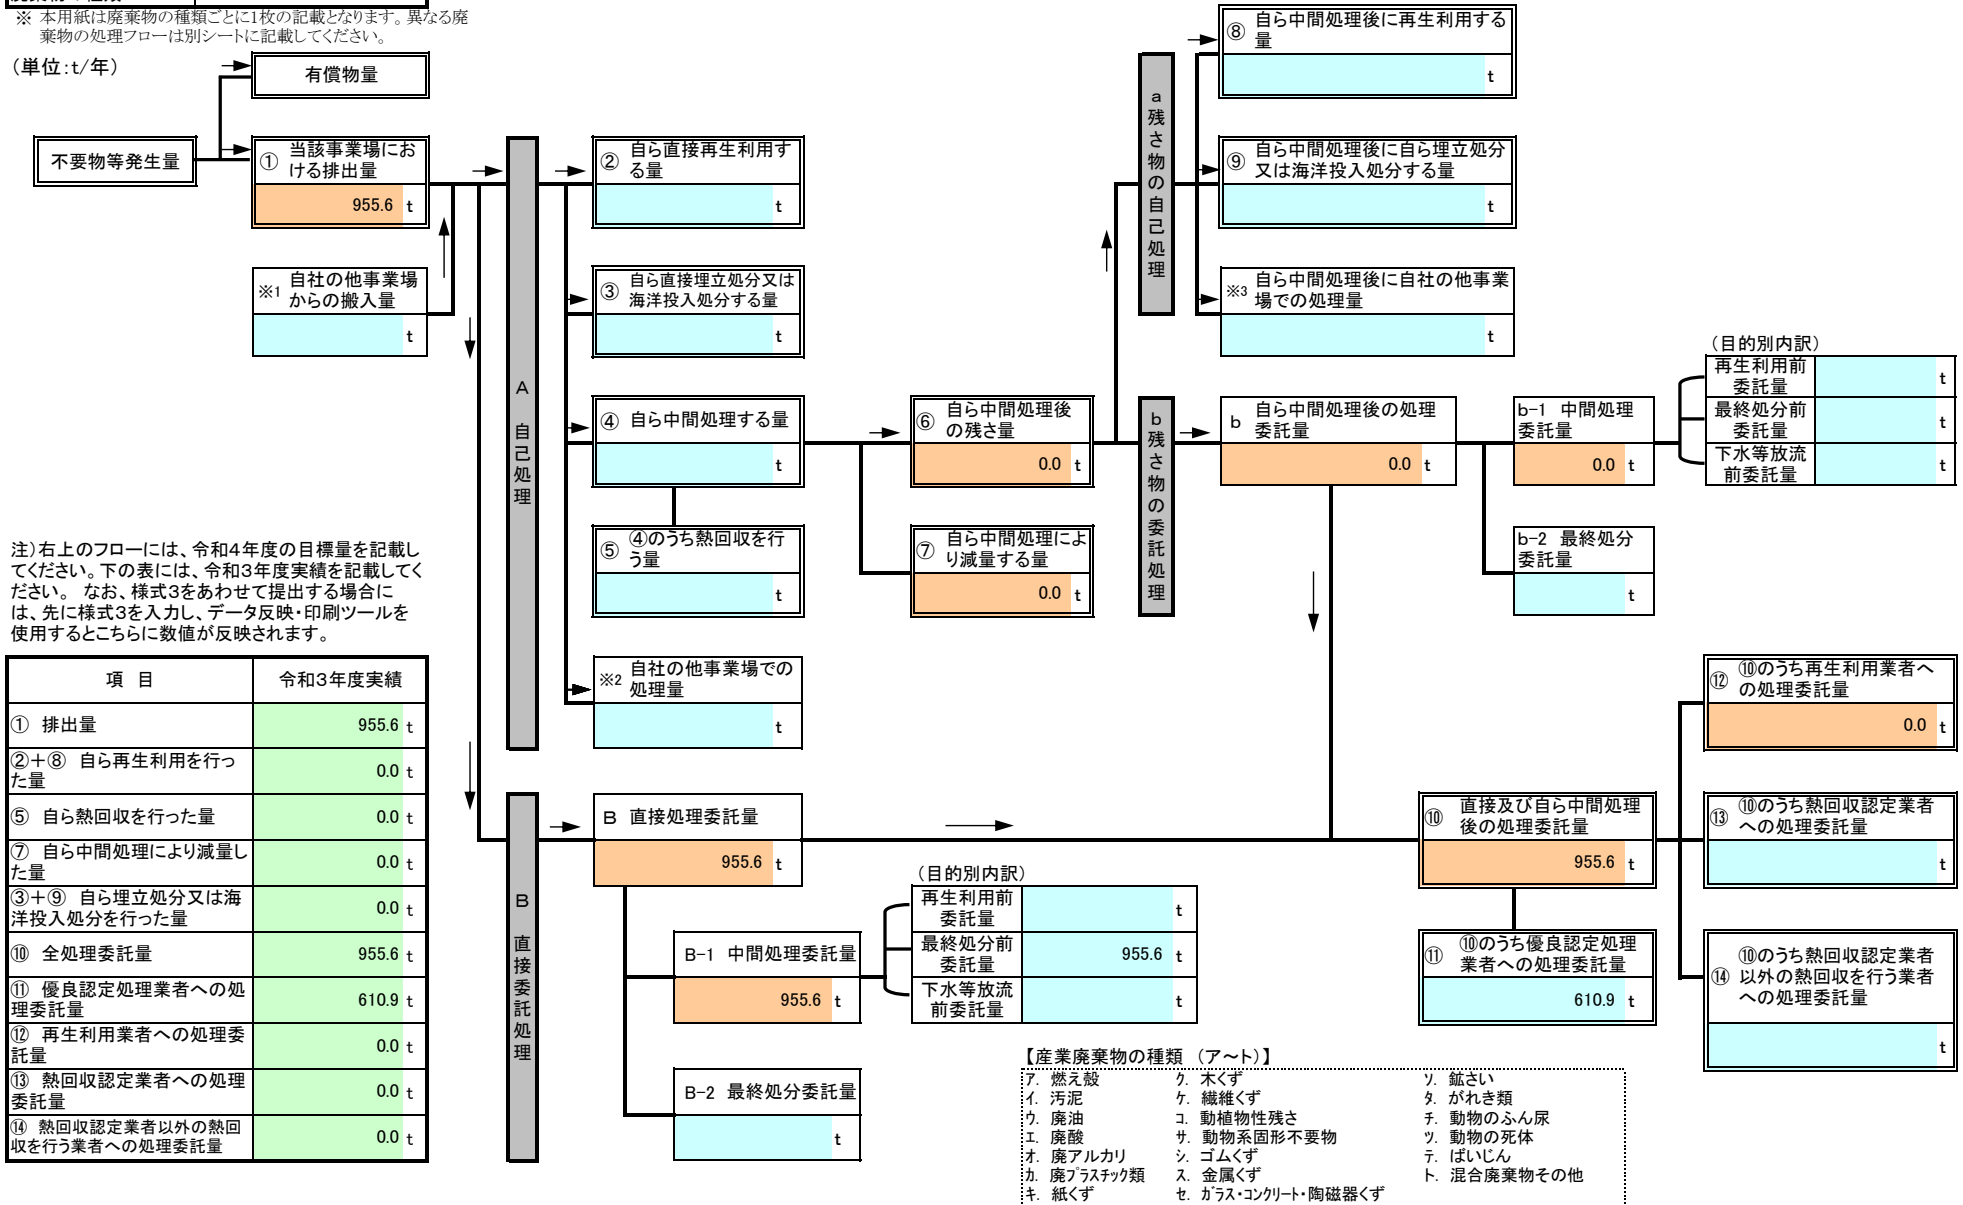 ※ 本用紙は廃棄物の種類ごとに1枚の記載となります。異なる廃
棄物の処理フローは別シートに記載してください。
(単位:t/年)
有償物量
不要物等発生量
① 当該事業場にお
ける排出量
955.6 t
※1 自社の他事業場
からの搬入量
t
A 自己処理
② 自ら直接再生利用す
る量
t
③ 自ら直接埋立処分又は
海洋投入処分する量
t
④ 自ら中間処理する量
t
⑤ ④のうち熱回収を行
う量
t
※2 自社の他事業場での
処理量
t
⑥ 自ら中間処理後
の残さ量
0.0 t
⑦ 自ら中間処理によ
り減量する量
0.0 t
a 残さ物の自己処理
⑧ 自ら中間処理後に再生利用する
量
t
⑨ 自ら中間処理後に自ら埋立処分
又は海洋投入処分する量
t
※3 自ら中間処理後に自社の他事業
場での処理量
t
b 残さ物の委託処理
b 自ら中間処理後の処理
委託量
0.0 t
b-1 中間処理
委託量
0.0 t
(目的別内訳)
再生利用前
委託量
t
最終処分前
委託量
t
下水等放流
前委託量
t
b-2 最終処分
委託量
t
注)右上のフローには、令和4年度の目標量を記載し
てください。下の表には、令和3年度実績を記載してく
ださい。 なお、様式3をあわせて提出する場合に
は、先に様式3を入力し、データ反映・印刷ツールを
使用するとこちらに数値が反映されます。
項 目 令和3年度実績
① 排出量 955.6 t
②+⑧ 自ら再生利用を行っ
た量 0.0 t
⑤ 自ら熱回収を行った量 0.0 t
⑦ 自ら中間処理により減量し
た量 0.0 t
③+⑨ 自ら埋立処分又は海
洋投入処分を行った量 0.0 t
⑩ 全処理委託量 955.6 t
⑪ 優良認定処理業者への処
理委託量 610.9 t
⑫ 再生利用業者への処理委
託量 0.0 t
⑬ 熱回収認定業者への処理
委託量 0.0 t
⑭ 熱回収認定業者以外の熱回
収を行う業者への処理委託量 0.0 t
B 直接委託処理
B 直接処理委託量
955.6 t
B-1 中間処理委託量
955.6 t
(目的別内訳)
再生利用前
委託量
t
最終処分前
委託量
955.6 t
下水等放流
前委託量
t
B-2 最終処分委託量
t
⑩ 直接及び自ら中間処理
後の処理委託量
955.6 t
⑪ ⑩のうち優良認定処理
業者への処理委託量
610.9 t
⑫ ⑩のうち再生利用業者へ
の処理委託量
0.0 t
⑬ ⑩のうち熱回収認定業者
への処理委託量
t
⑭ ⑩のうち熱回収認定業者
以外の熱回収を行う業者
への処理委託量
t
【産業廃棄物の種類 (ア~ト)】
ア. 燃え殻 ク. 木くず ソ. 鉱さい
イ. 汚泥 ケ. 繊維くず タ. がれき類
ウ. 廃油 コ. 動植物性残さ チ. 動物のふん尿
エ. 廃酸 サ. 動物系固形不要物 ツ. 動物の死体
オ. 廃アルカリ シ. ゴムくず テ. ばいじん
カ. 廃プラスチック類 ス. 金属くず ト. 混合廃棄物その他
キ. 紙くず セ. ガラス・コンクリート・陶磁器くず